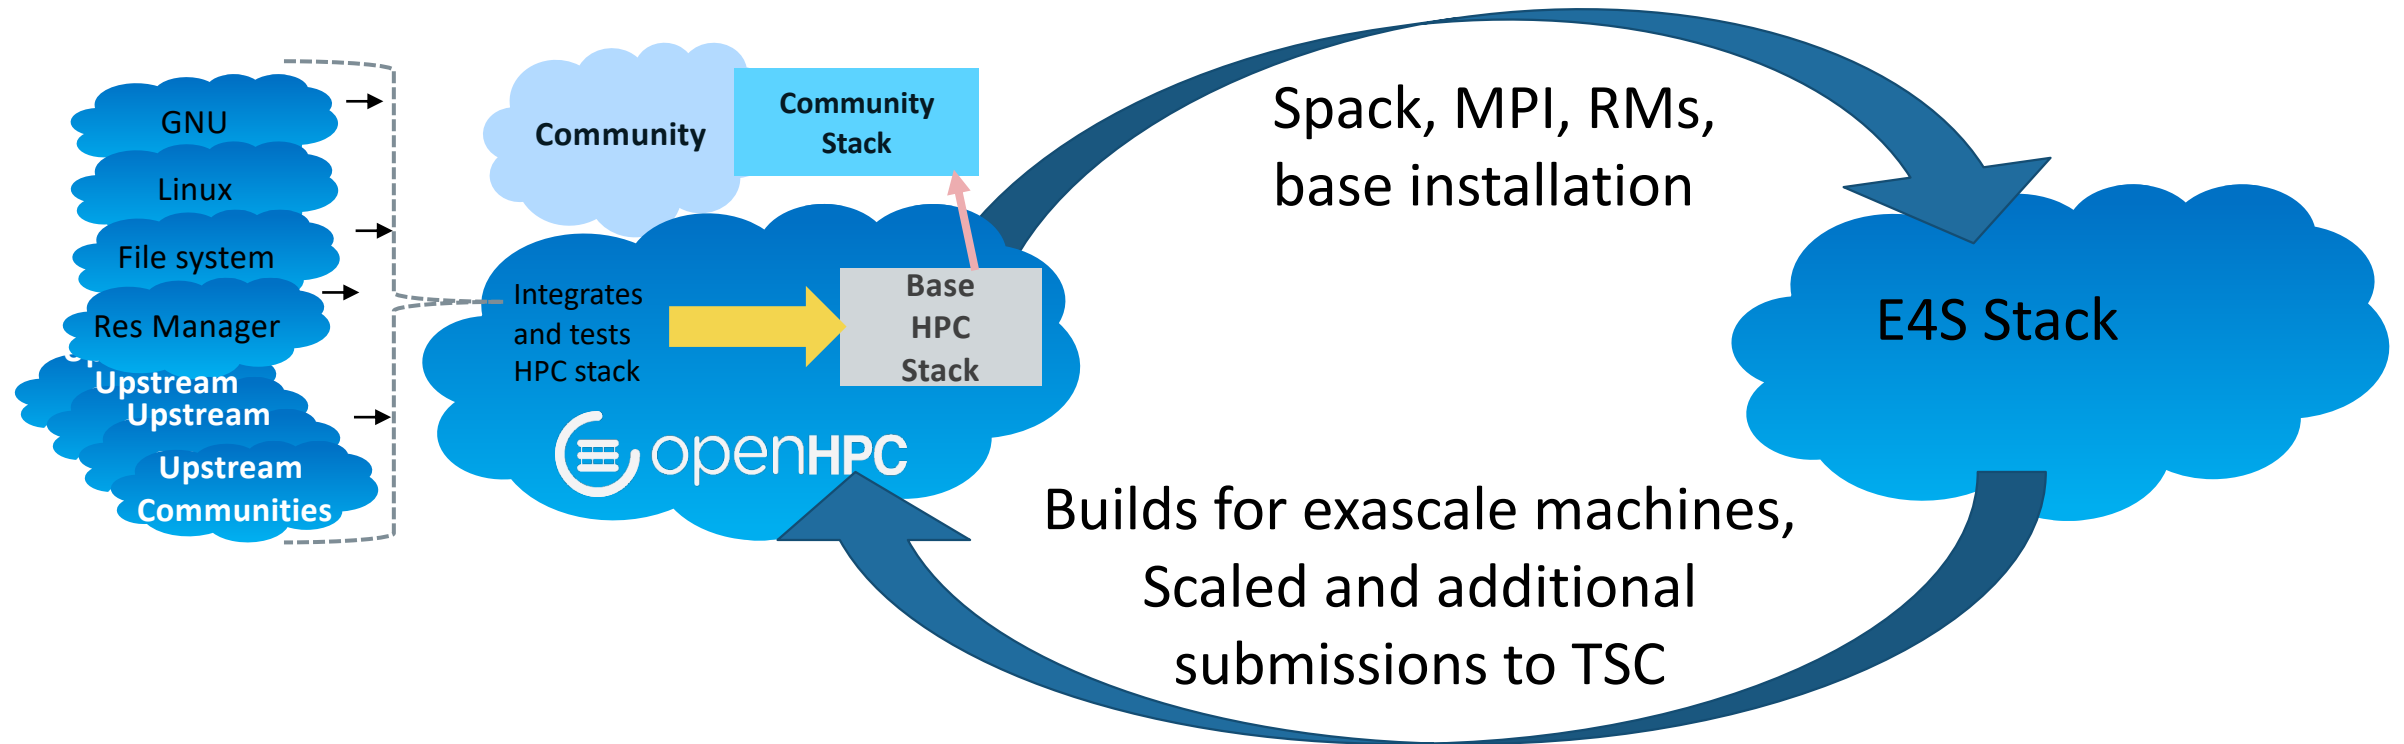 GNU
Linux
File system
Res Manager
Upstream
Upstream
Upstream
Communities
Community
Community
Stack
Integrates
and tests
HPC stack
Base
HPC
Stack
openHPC
Spack, MPI, RMs,
base installation
E4S Stack
Builds for exascale machines,
Scaled and additional
submissions to TSC